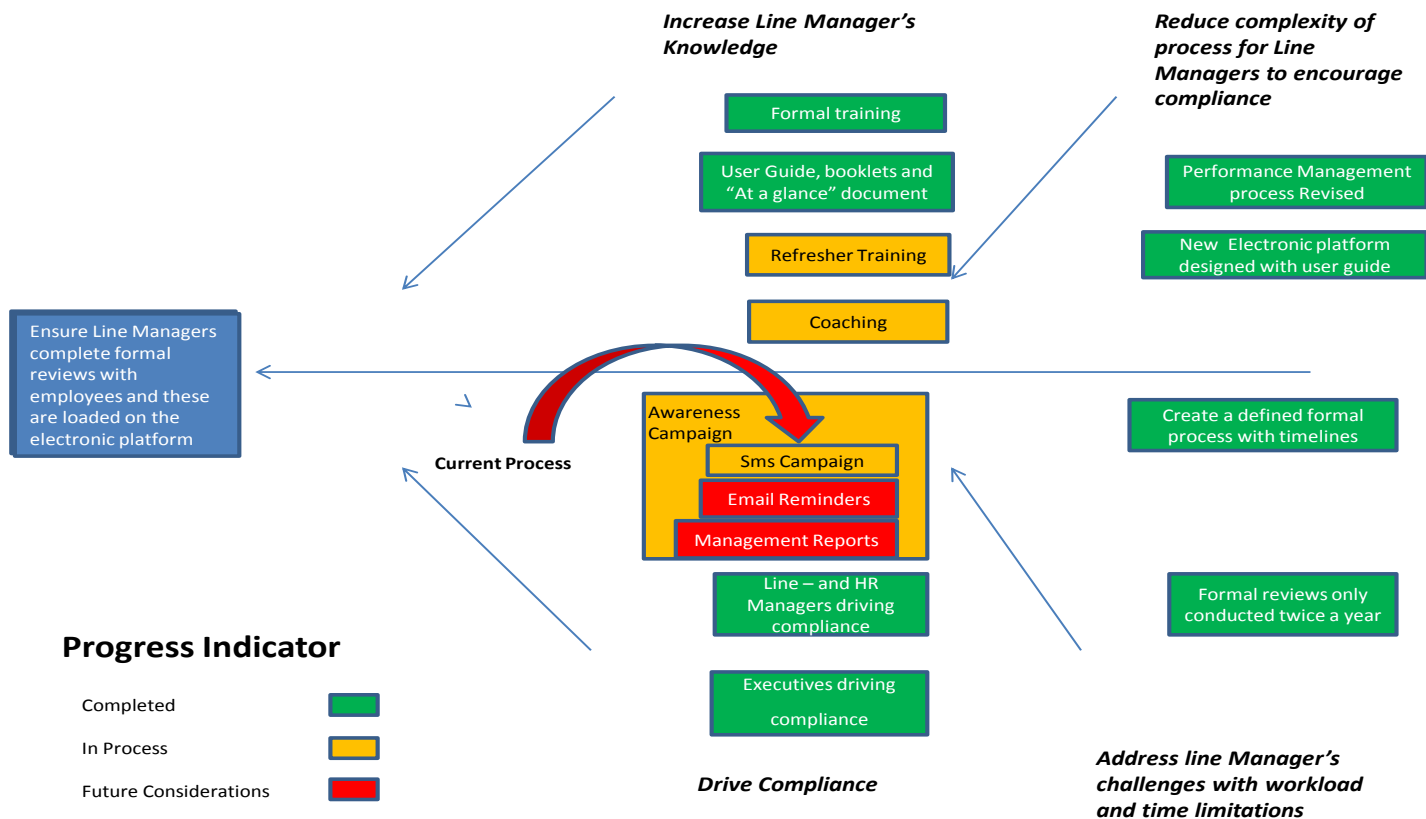 Increase Line Manager's
Knowledge
Reduce complexity of
process for Line
Managers to encourage
compliance
Formal training
User Guide, booklets and
“At a glance” document
Refresher Training
Coaching
Performance Management
process Revised
New Electronic platform
designed with user guide
Ensure Line Managers
complete formal
reviews with
employees and these
are loaded on the
electronic platform
Current Process
Awareness
Campaign
Sms Campaign
Email Reminders
Management Reports
Line – and HR
Managers driving
compliance
Executives driving
compliance
Create a defined formal
process with timelines
Formal reviews only
conducted twice a year
Progress Indicator
Completed
In Process
Future Considerations
Drive Compliance
Address line Manager's
challenges with workload
and time limitations